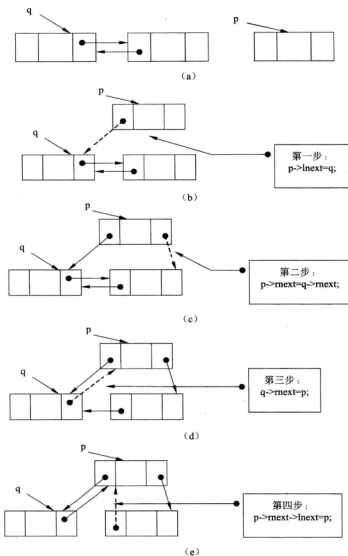 q
p
(a)
p
q
第一步：
p->lnext=q;
(b)
p
q
第二步：
p->rnext=q->rnext;
(c)
p
q
第三步：
q->rnext=p;
(d)
p
q
第四步：
p->rnext->lnext=p;
(e)